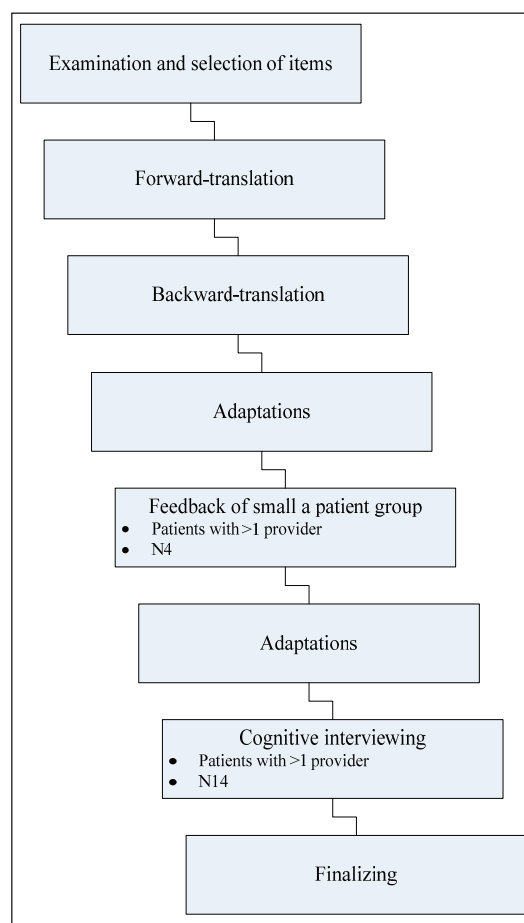 Examination and selection of items
Forward-translation
Backward-translation
Adaptations
Feedback of small a patient group
• Patients with >1 provider
• N4
Adaptations
Cognitive interviewing
• Patients with >1 provider
• N14
Finalizing